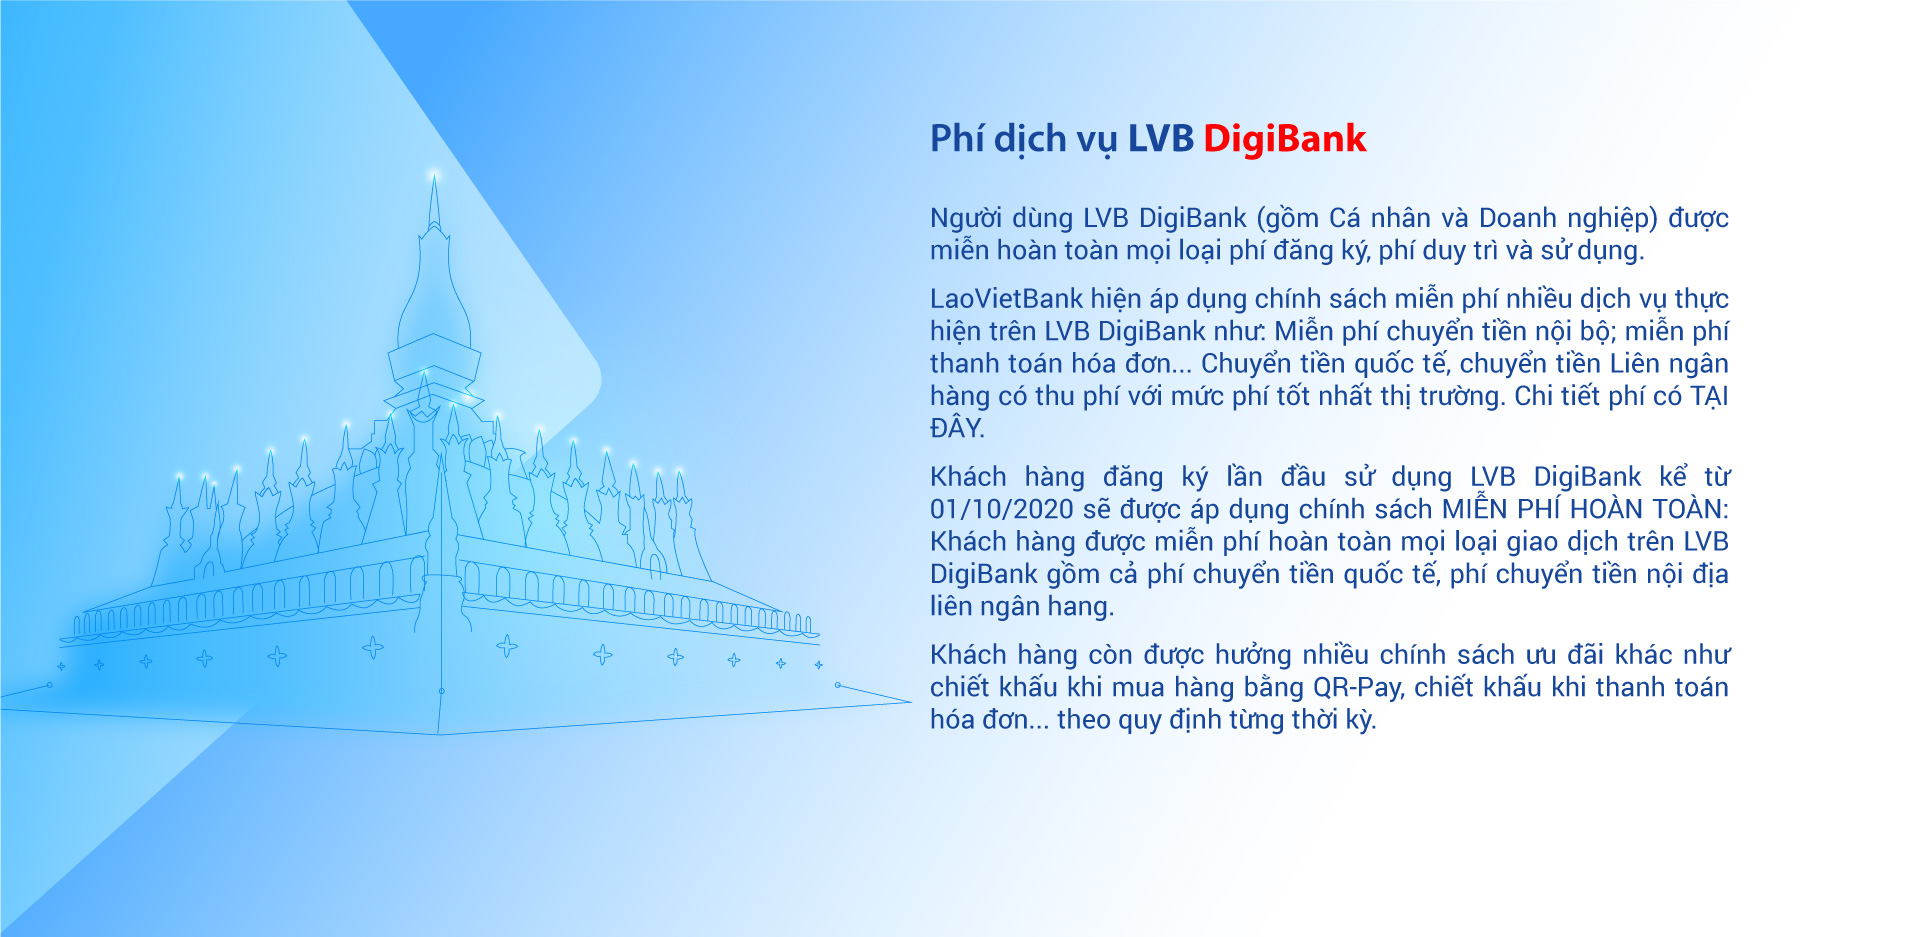 Phí dịch vụ LVB DigiBank
Người dùng LVB DigiBank (gồm Cá nhân và Doanh nghiệp) được
miễn hoàn toàn mọi loại phí đăng ký, phí duy trì và sử dụng.
LaoVietBank hiện áp dụng chính sách miễn phí nhiều dịch vụ thực
hiện trên LVB DigiBank như: Miễn phí chuyển tiền nội bộ; miễn phí
thanh toán hóa đơn... Chuyển tiền quốc tế, chuyển tiền Liên ngân
hàng có thu phí với mức phí tốt nhất thị trường. Chi tiết phí có TẠI
ĐÂY.
Khách hàng đăng ký lần đầu sử dụng LVB DigiBank kể từ
01/10/2020 sẽ được áp dụng chính sách MIỄN PHÍ HOÀN TOÀN:
Khách hàng được miễn phí hoàn toàn mọi loại giao dịch trên LVB
DigiBank gồm cả phí chuyển tiền quốc tế, phí chuyển tiền nội địa
liên ngân hang.
Khách hàng còn được hưởng nhiều chính sách ưu đãi khác như
chiết khấu khi mua hàng bằng QR-Pay, chiết khấu khi thanh toán
hóa đơn... theo quy định từng thời kỳ.